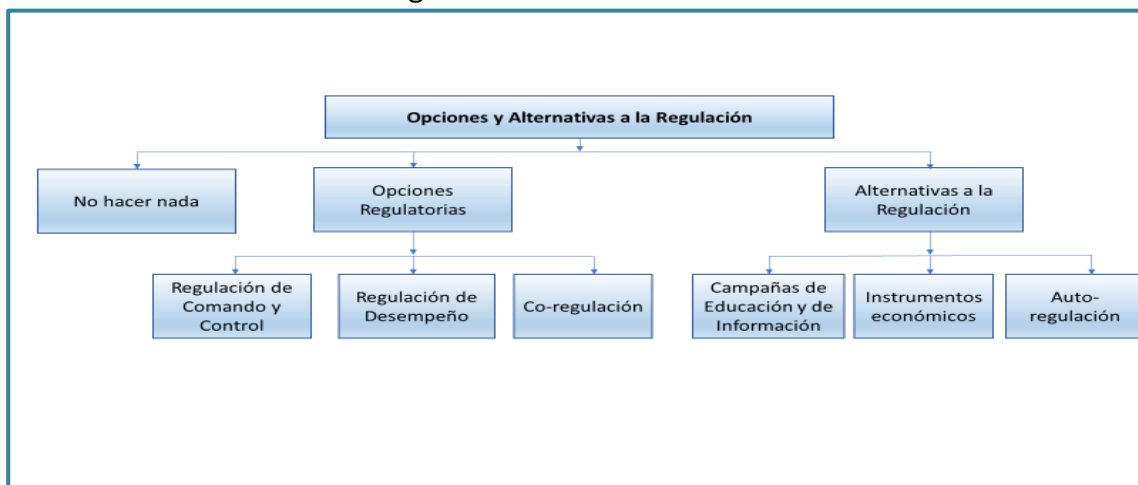 Opciones y Alternativas a la Regulación
No hacer nada
Opciones
Regulatorias
Alternativas a la
Regulación
Regulación de
Comando y
Control
Regulación de
Desempeño
Co-regulación
Campañas de
Educación y de
Información
Instrumentos
económicos
Auto-
regulación